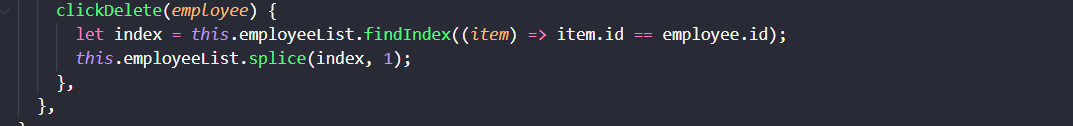 clickDelete(employee) {
let index = this.employeeList.findIndex((item) => item.id == employee.id);
this.employeeList.splice(index, 1);
},
},